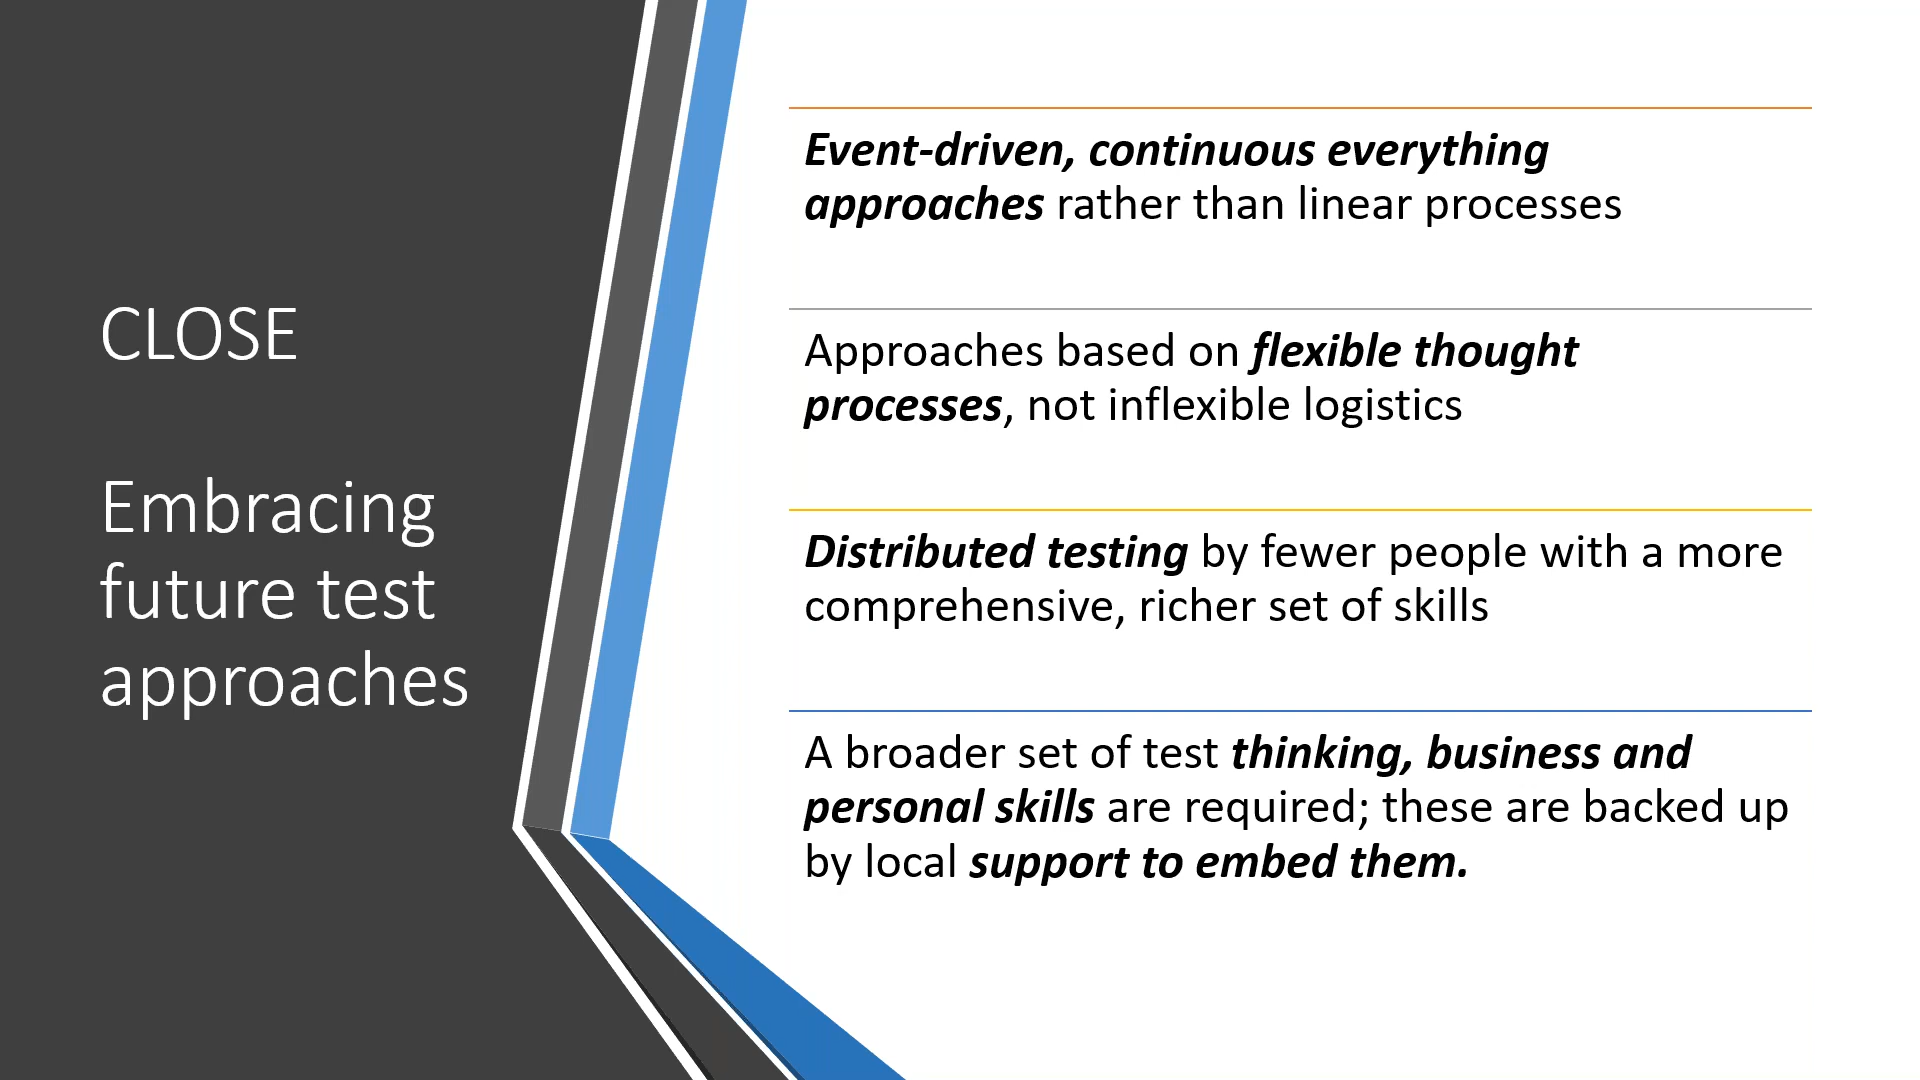 CLOSE
Embracing
future test
approaches
Event-driven, continuous everything
approaches rather than linear processes
Approaches based on flexible thought
processes, not inflexible logistics
Distributed testing by fewer people with a more
comprehensive, richer set of skills
A broader set of test thinking, business and
personal skills are required; these are backed up
by local support to embed them.